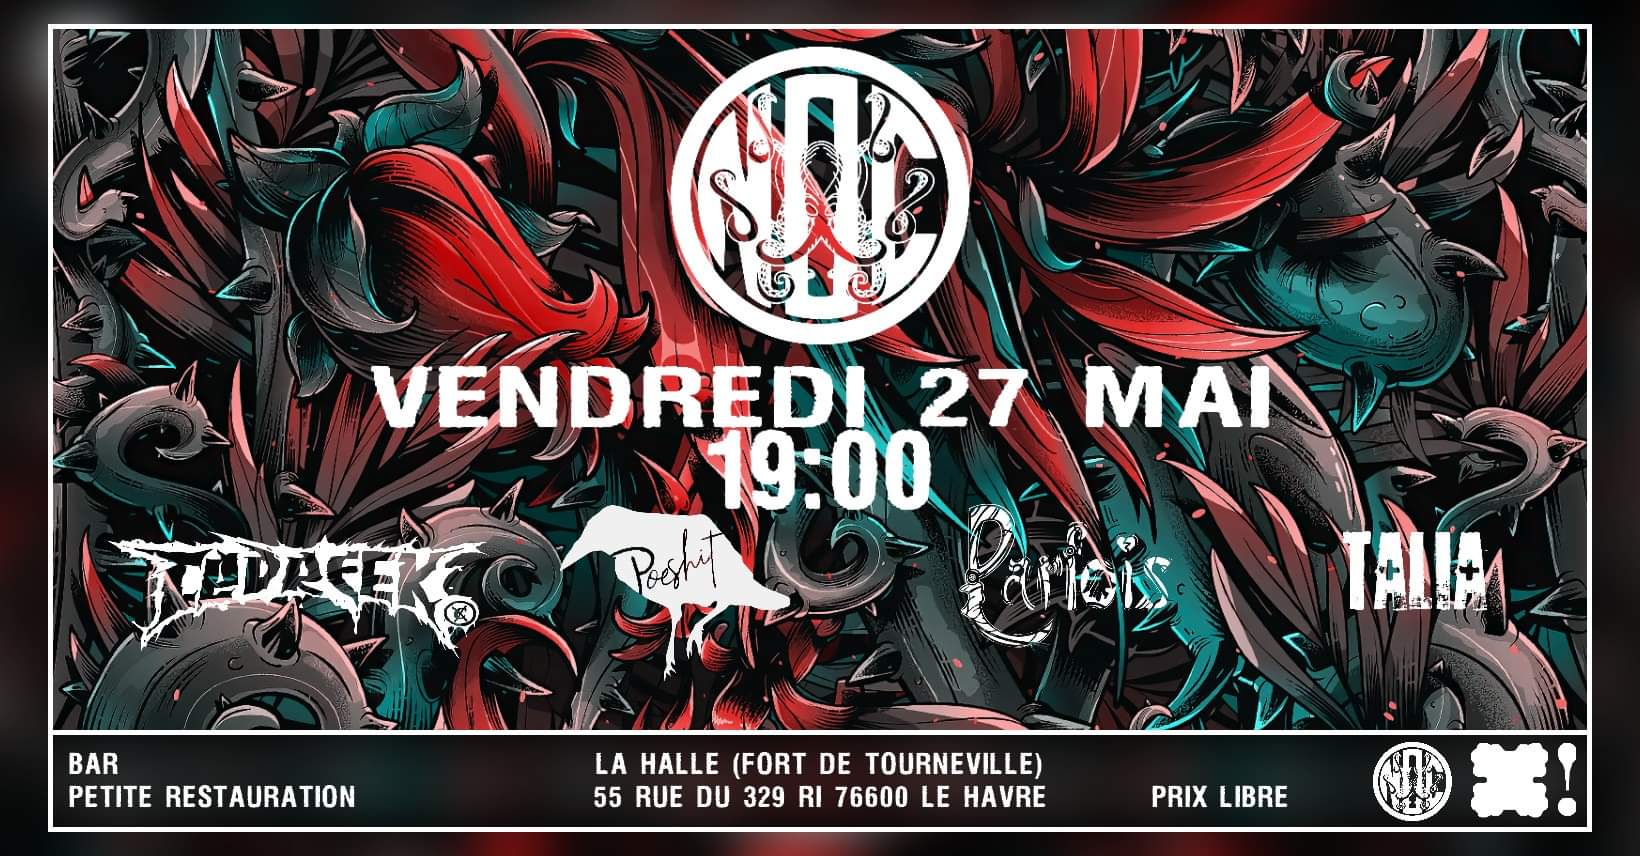 VENDREDI 27 MAI
19:00
Poeshit
Parfois
TALIA
BAR
PETITE RESTAURATION
LA HALLE (FORT DE TOURNEVILLE)
55 RUE DU 329 RI 76600 LE HAVRE
PRIX LIBRE
!